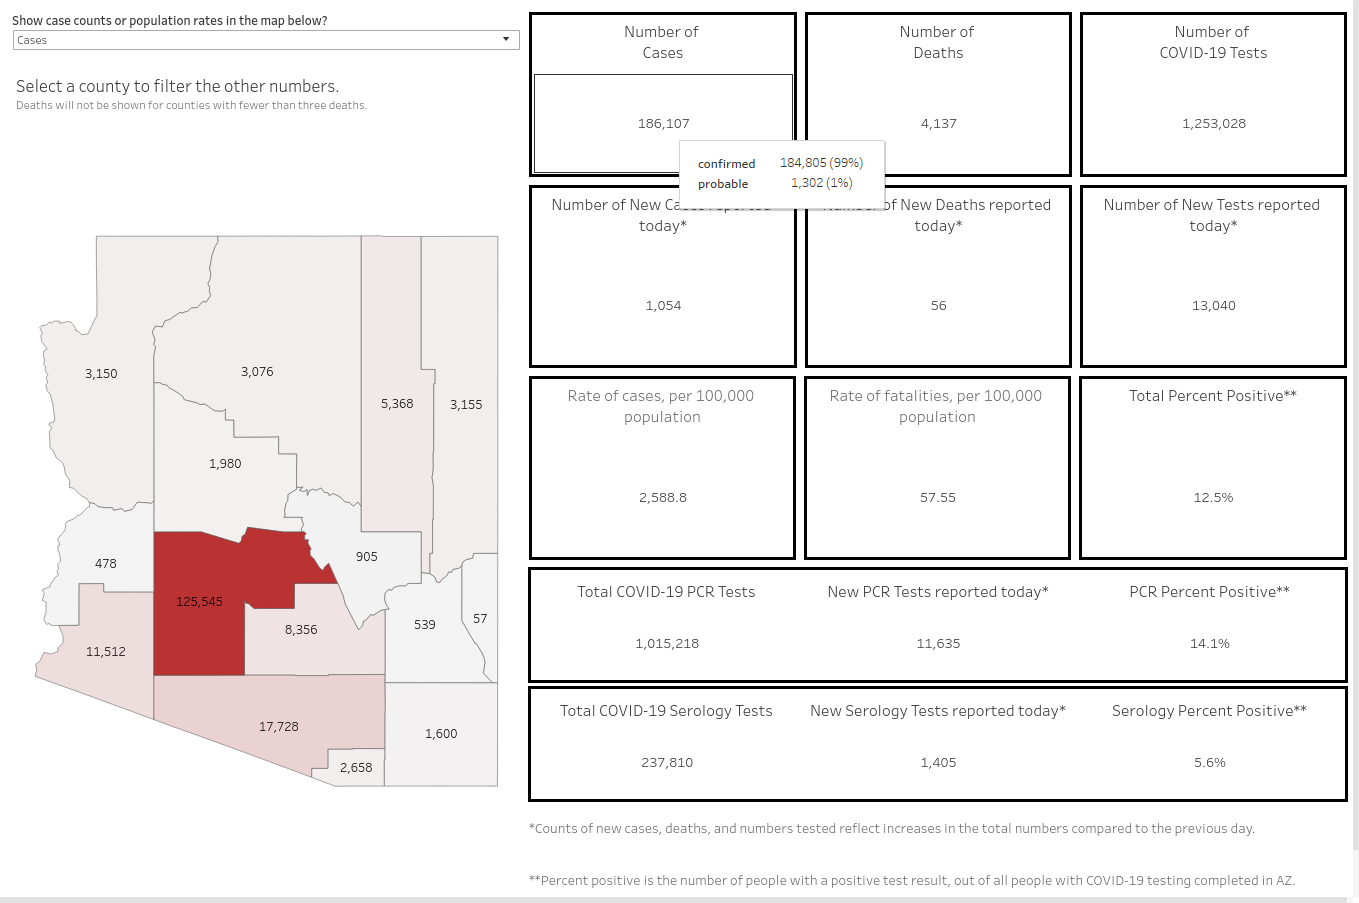 Show case counts or population rates in the map below?
Cases
Select a county to filter the other numbers.
Deaths will not be shown for counties with fewer than three deaths.
3,150
3,076
5,368
3,155
1,980
478
905
125,545
8,356
539
57
11,512
17,728
1,600
2,658
Number of
Cases
186,107
Number of
Deaths
4,137
Number of
COVID-19 Tests
1,253,028
confirmed 184,805 (99%)
probable 1,302 (1%)
Number of New Cases reported
today*
1,054
Number of New Deaths reported
today*
56
Number of New Tests reported
today*
13,040
Rate of cases, per 100,000
population
2,588.8
Rate of fatalities, per 100,000
population
57.55
Total Percent Positive**
12.5%
Total COVID-19 PCR Tests
1,015,218
New PCR Tests reported today*
11,635
PCR Percent Positive**
14.1%
Total COVID-19 Serology Tests
237,810
New Serology Tests reported today*
1,405
Serology Percent Positive**
5.6%
*Counts of new cases, deaths, and numbers tested reflect increases in the total numbers compared to the previous day.
**Percent positive is the number of people with a positive test result, out of all people with COVID-19 testing completed in AZ.